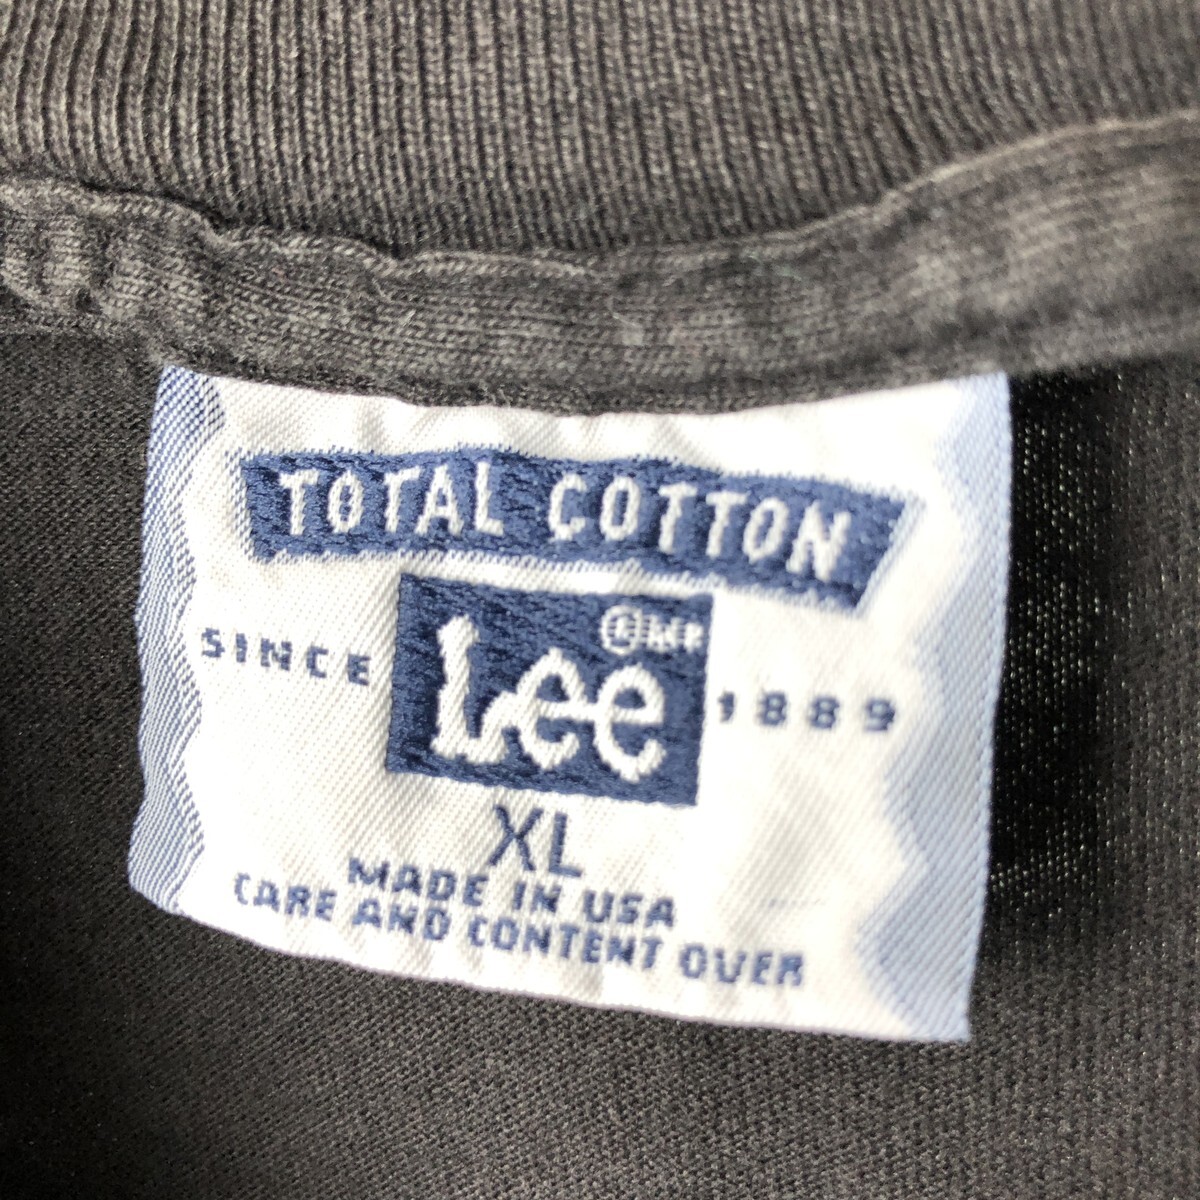 TOTAL COTTON
SINCE Lee 1889
XL
MADE IN USA
CARE AND CONTENT OVER